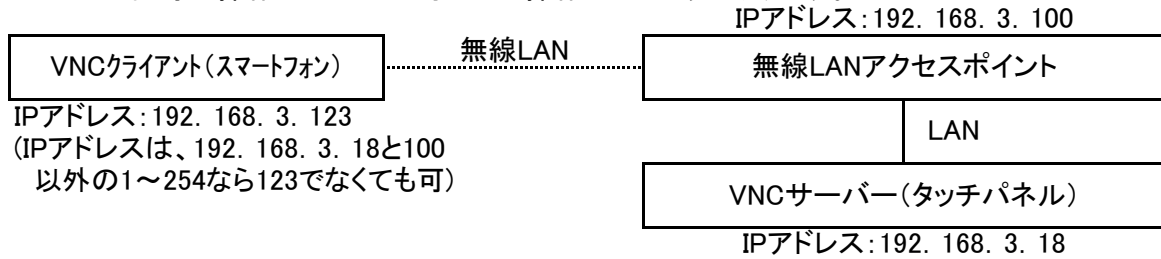 IPアドレス：192. 168. 3. 100
VNCクライアント（スマートフォン）
無線LAN
無線LANアクセスポイント
IPアドレス：192. 168. 3. 123
（IPアドレスは、192. 168. 3. 18と100
以外の1～254なら123でなくても可）
LAN
VNCサーバー（タッチパネル）
IPアドレス：192. 168. 3. 18